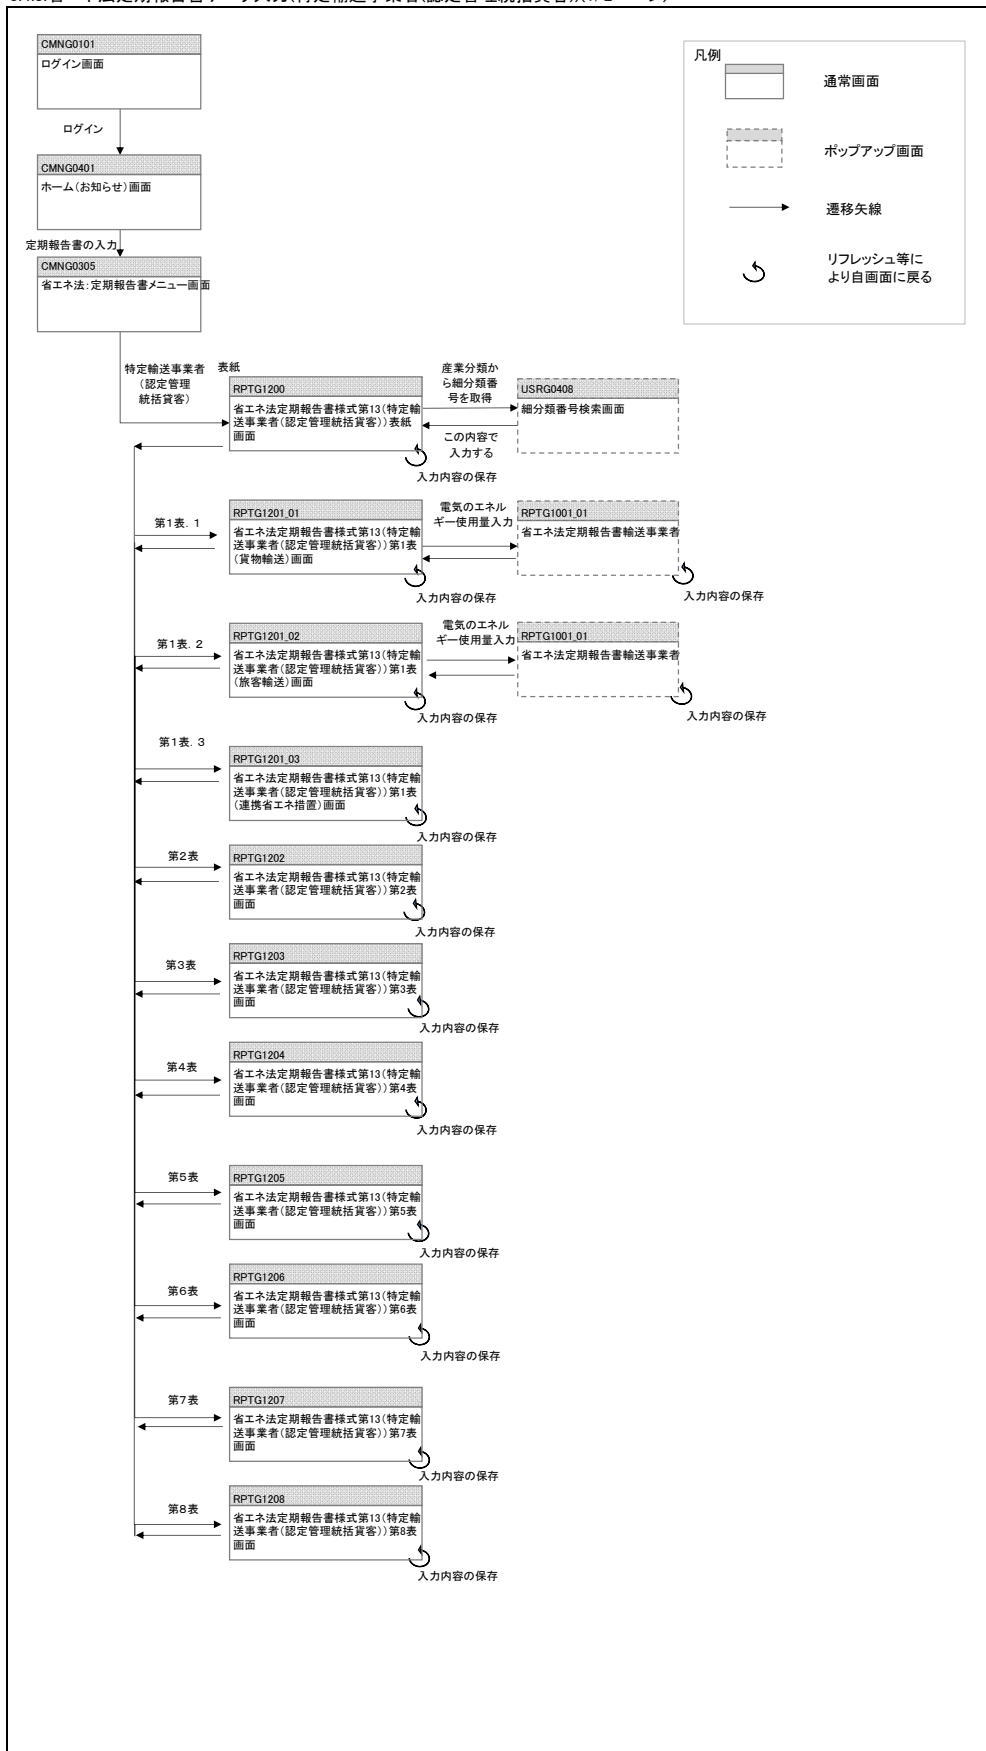 CMNG0101
ログイン画面
ログイン
CMNG0401
ホーム(お知らせ)画面
定期報告書の入力
CMNG0305
省エネ法:定期報告書メニュー画面
凡例
通常画面
ポップアップ画面
遷移矢線
リフレッシュ等に
より自画面に戻る
特定輸送事業者
(認定管理
統括貨客)
表紙
RPTG1200
省エネ法定期報告書様式第13(特定輸
送事業者(認定管理統括貨客))表紙
画面
入力内容の保存
産業分類か
ら細分類番
号を取得
この内容で
入力する
USRG0408
細分類番号検索画面
第1表.1
RPTG1201_01
省エネ法定期報告書様式第13(特定輸
送事業者(認定管理統括貨客))第1表
(貨物輸送)画面
入力内容の保存
電気のエネル
ギー使用量入力
RPTG1001_01
省エネ法定期報告書輸送事業者
入力内容の保存
第1表.2
RPTG1201_02
省エネ法定期報告書様式第13(特定輸
送事業者(認定管理統括貨客))第1表
(旅客輸送)画面
入力内容の保存
電気のエネル
ギー使用量入力
RPTG1001_01
省エネ法定期報告書輸送事業者
入力内容の保存
第1表.3
RPTG1201_03
省エネ法定期報告書様式第13(特定輸
送事業者(認定管理統括貨客))第1表
(連携省エネ措置)画面
入力内容の保存
第2表
RPTG1202
省エネ法定期報告書様式第13(特定輸
送事業者(認定管理統括貨客))第2表
画面
入力内容の保存
第3表
RPTG1203
省エネ法定期報告書様式第13(特定輸
送事業者(認定管理統括貨客))第3表
画面
入力内容の保存
第4表
RPTG1204
省エネ法定期報告書様式第13(特定輸
送事業者(認定管理統括貨客))第4表
画面
入力内容の保存
第5表
RPTG1205
省エネ法定期報告書様式第13(特定輸
送事業者(認定管理統括貨客))第5表
画面
入力内容の保存
第6表
RPTG1206
省エネ法定期報告書様式第13(特定輸
送事業者(認定管理統括貨客))第6表
画面
入力内容の保存
第7表
RPTG1207
省エネ法定期報告書様式第13(特定輸
送事業者(認定管理統括貨客))第7表
画面
入力内容の保存
第8表
RPTG1208
省エネ法定期報告書様式第13(特定輸
送事業者(認定管理統括貨客))第8表
画面
入力内容の保存